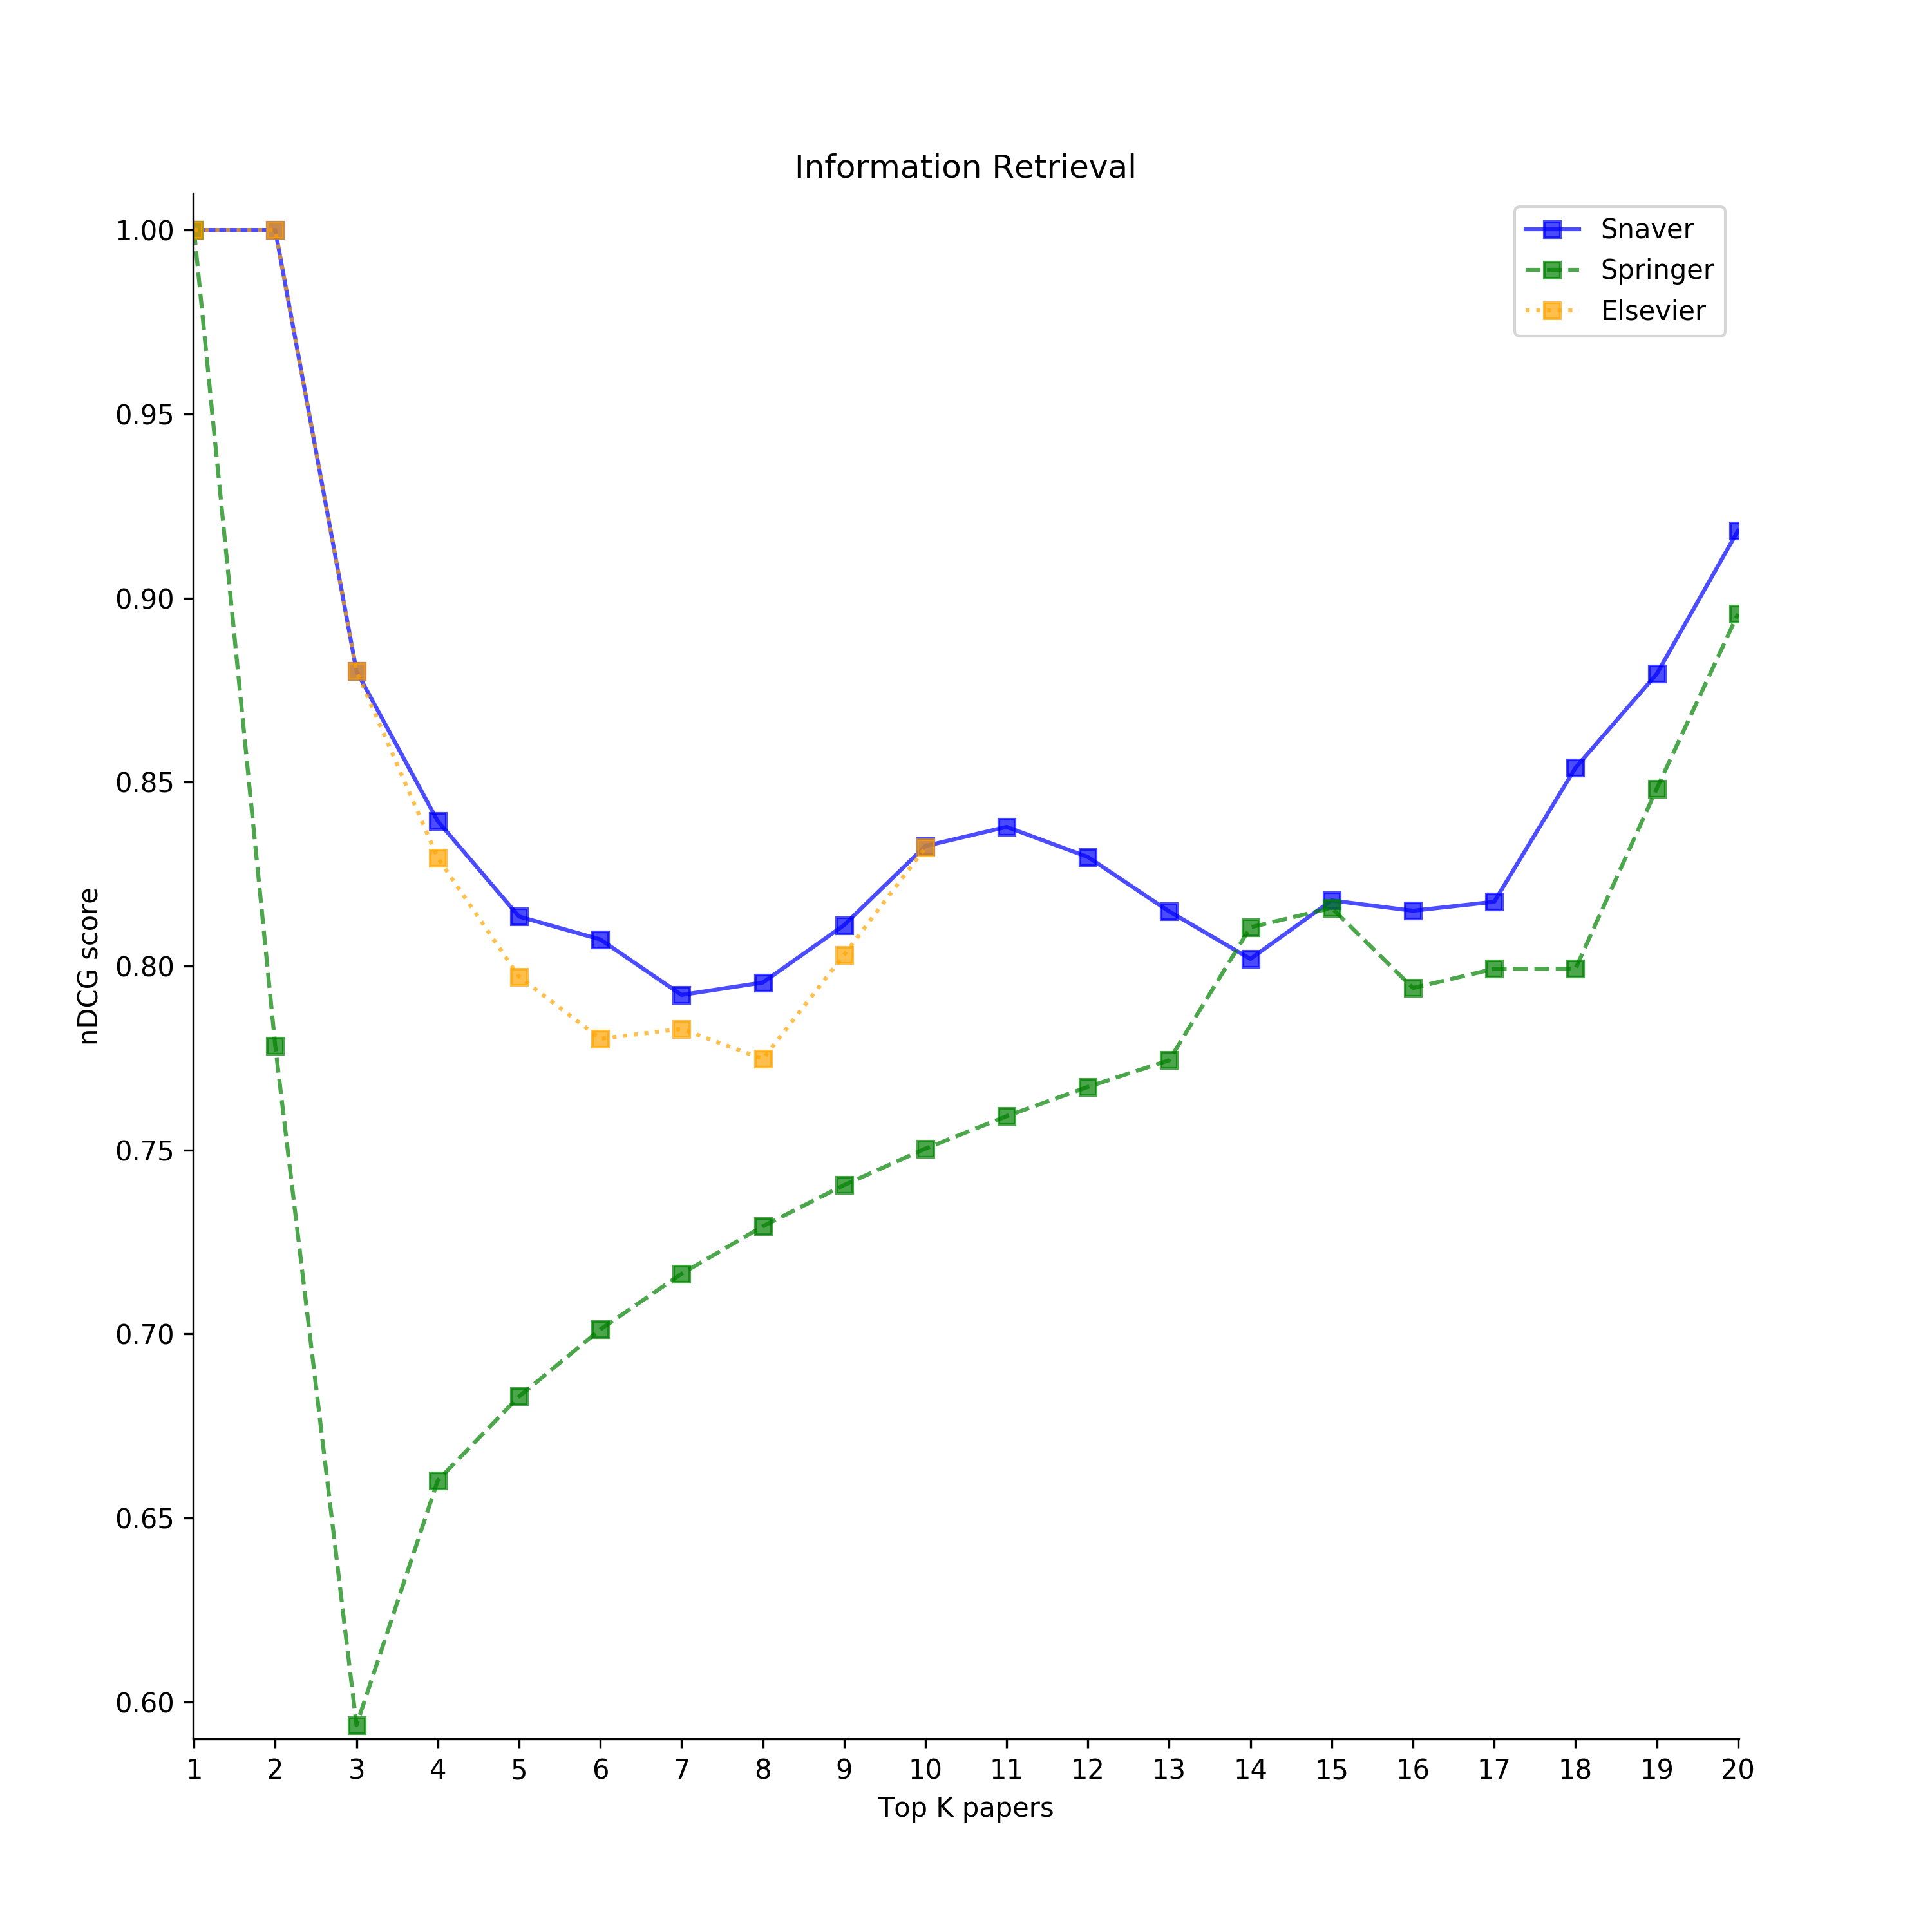 Information Retrieval
Snaver
Springer
Elsevier
nDCG score
1.00
0.95
0.90
0.85
0.80
0.75
0.70
0.65
0.60
1 2 3 4 5 6 7 8 9 10 11 12 13 14 15 16 17 18 19 20
Top K papers